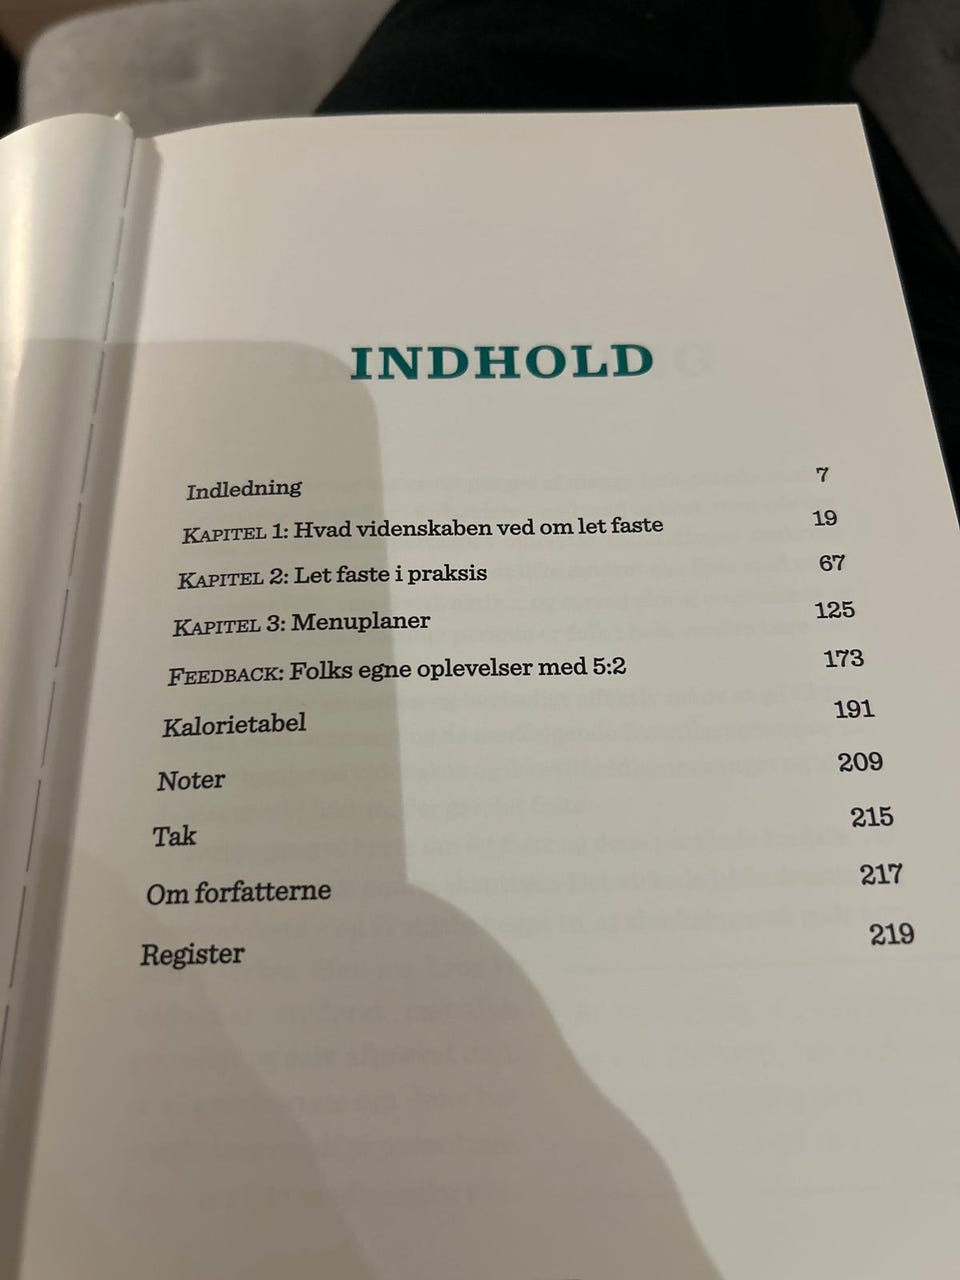 INDHOLD
Indledning 7
KAPITEL 1: Hvad videnskaben ved om let faste 19
KAPITEL 2: Let faste i praksis 67
KAPITEL 3: Menuplaner 125
FEEDBACK: Folks egne oplevelser med 5:2 173
Kalorietabel 191
Noter 209
Tak 215
Om forfatterne 217
Register 219